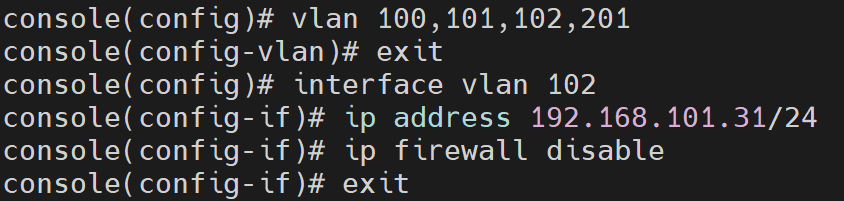 console(config)# vlan 100,101,102,201
console(config-vlan)# exit
console(config)# interface vlan 102
console(config-if)# ip address 192.168.101.31/24
console(config-if)# ip firewall disable
console(config-if)# exit